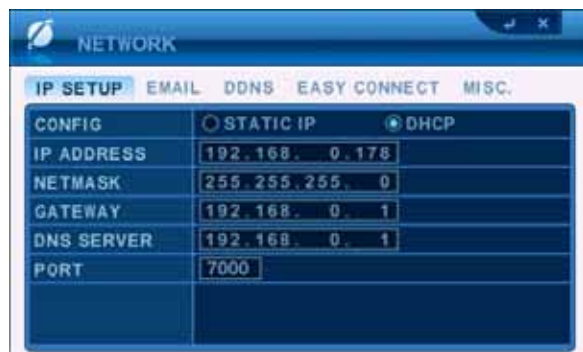 NETWORK
IP SETUP EMAIL DDNS EASY CONNECT MISC.
CONFIG STATIC IP DHCP
IP ADDRESS 192.168. 0.178
NETMASK 255.255.255. 0
GATEWAY 192.168. 0. 1
DNS SERVER 192.168. 0. 1
PORT 7000